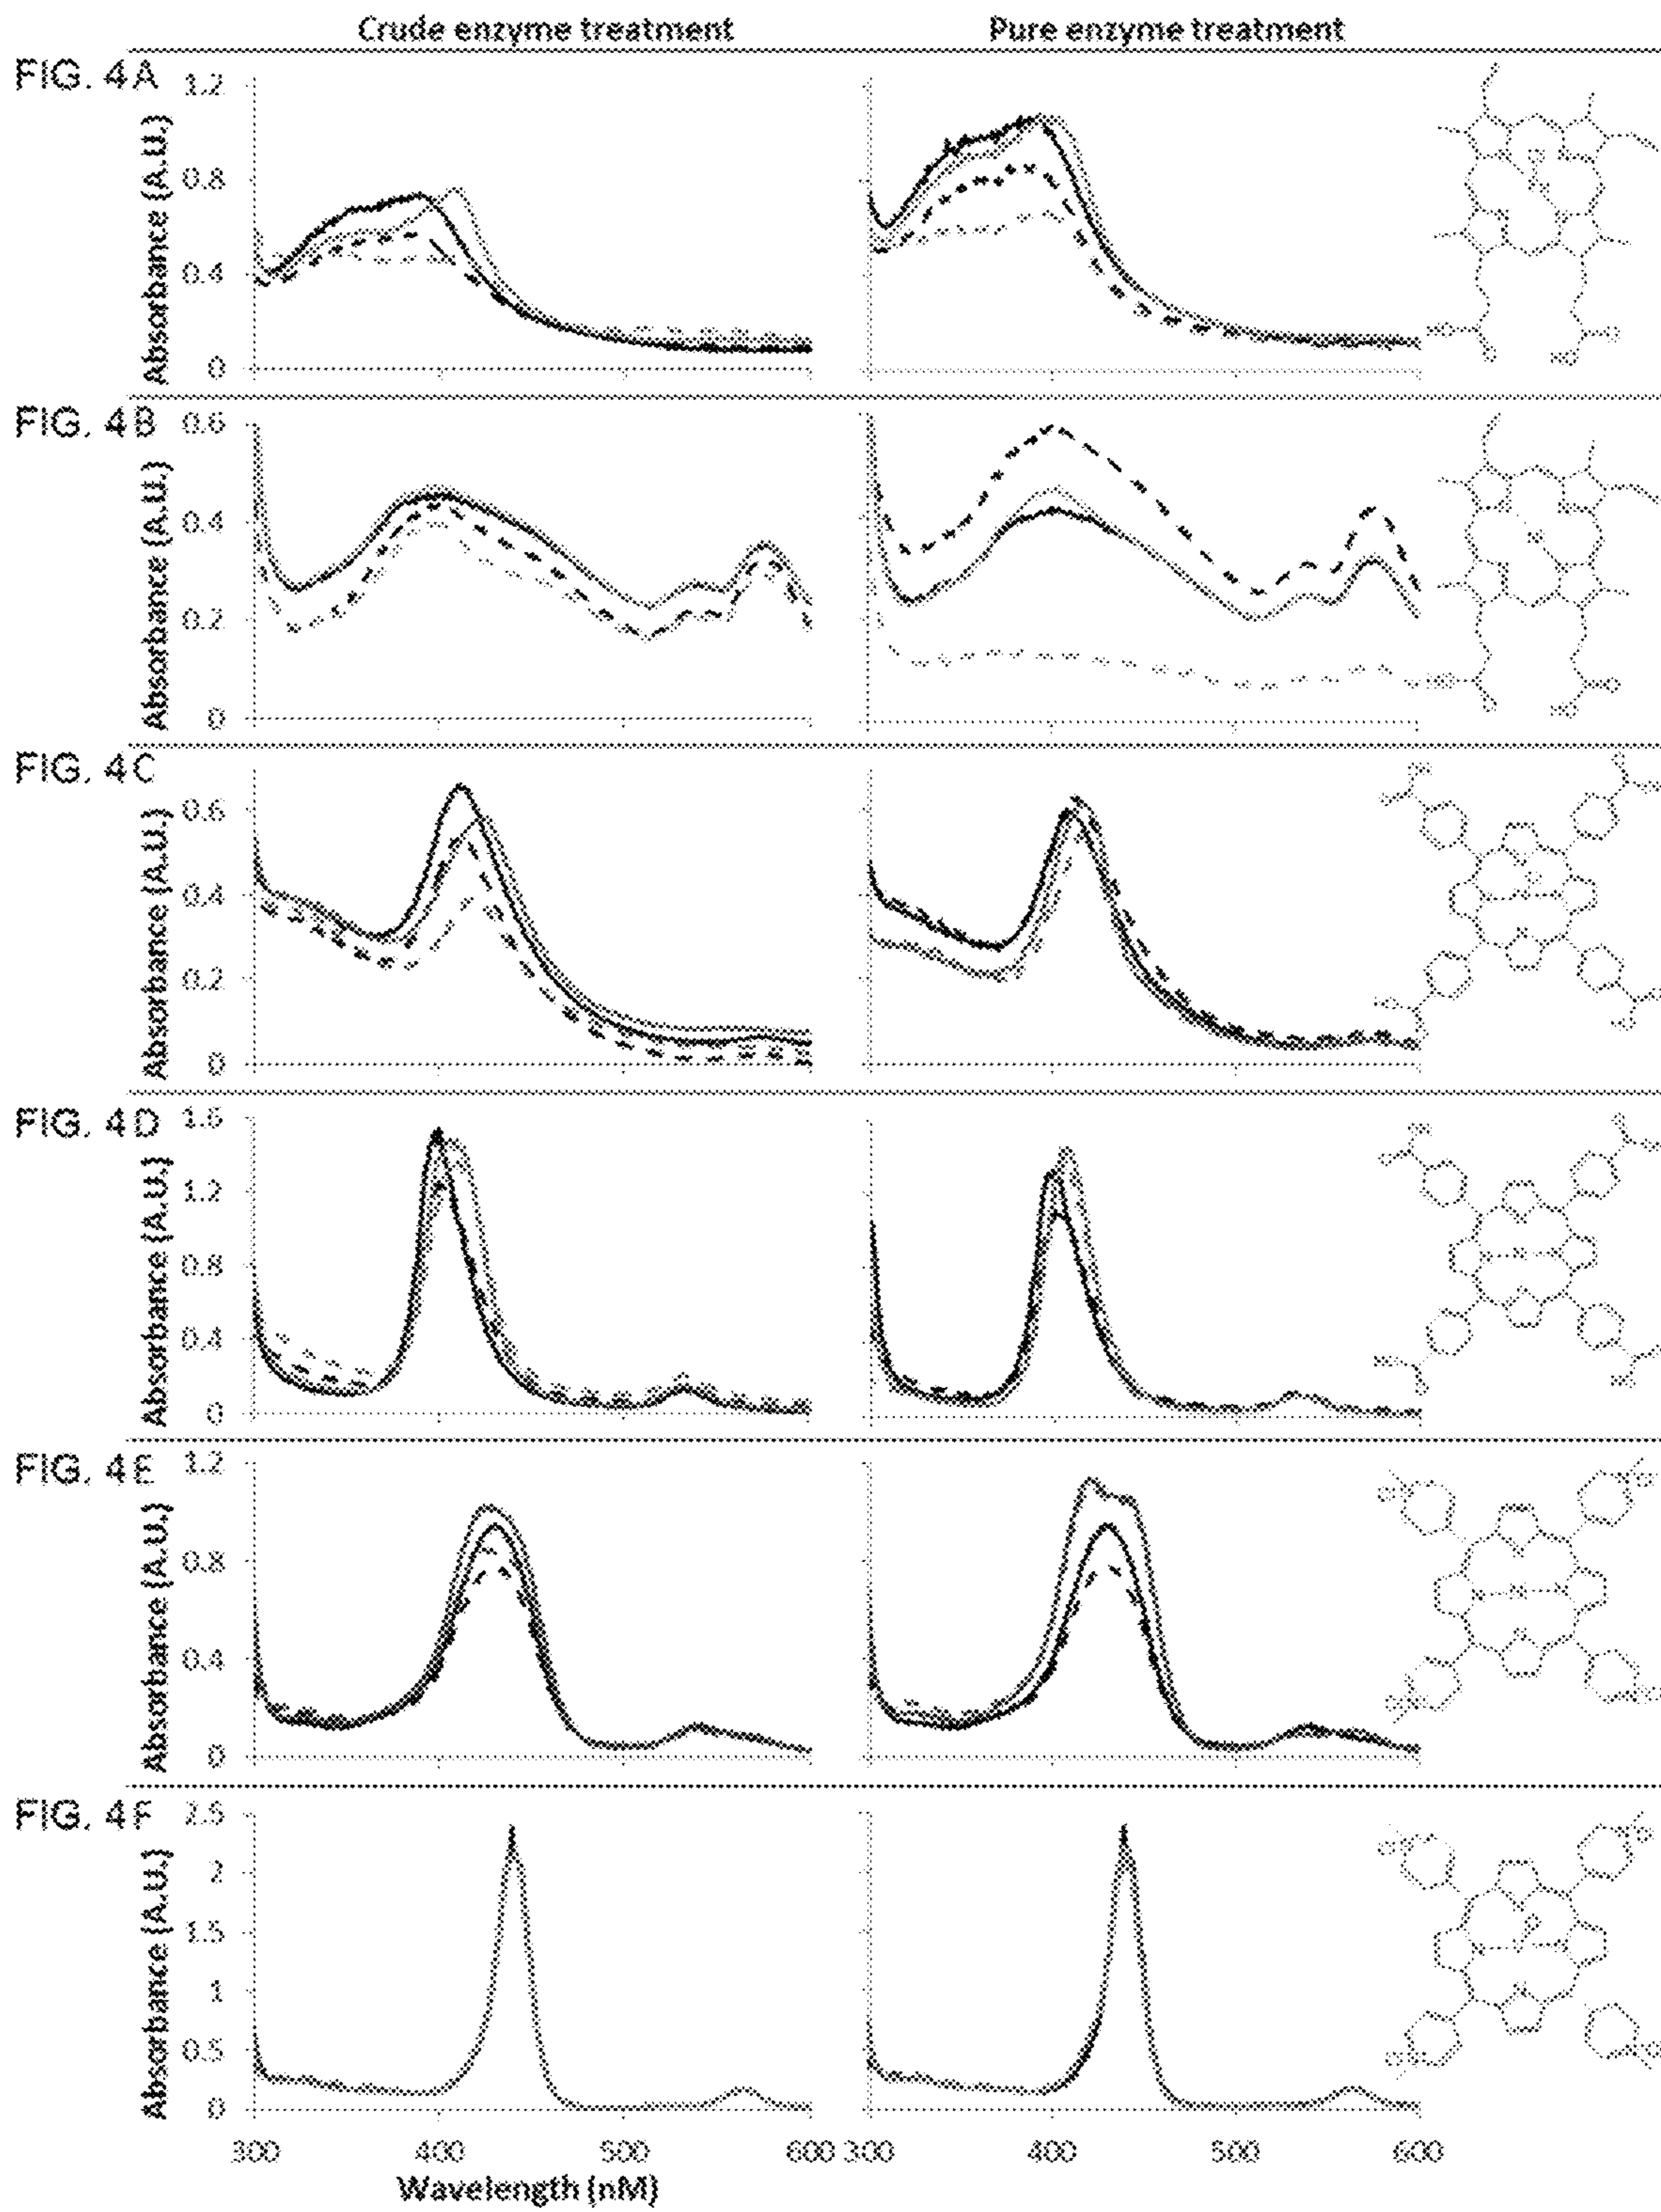 Crude enzyme treatment Pure enzyme treatment
FIG. 4A
Absorbance (A.U.)
1.2
0.8
0.4
0
FIG. 4B
Absorbance (A.U.)
0.6
0.4
0.2
0
FIG. 4C
Absorbance (A.U.)
0.6
0.4
0.2
0
FIG. 4D
Absorbance (A.U.)
1.6
1.2
0.8
0.4
0
FIG. 4E
Absorbance (A.U.)
1.2
0.8
0.4
0
FIG. 4F
Absorbance (A.U.)
2.5
2
1.5
1
0.5
0
300 400 500 600 300 400 500 600
Wavelength (nM)